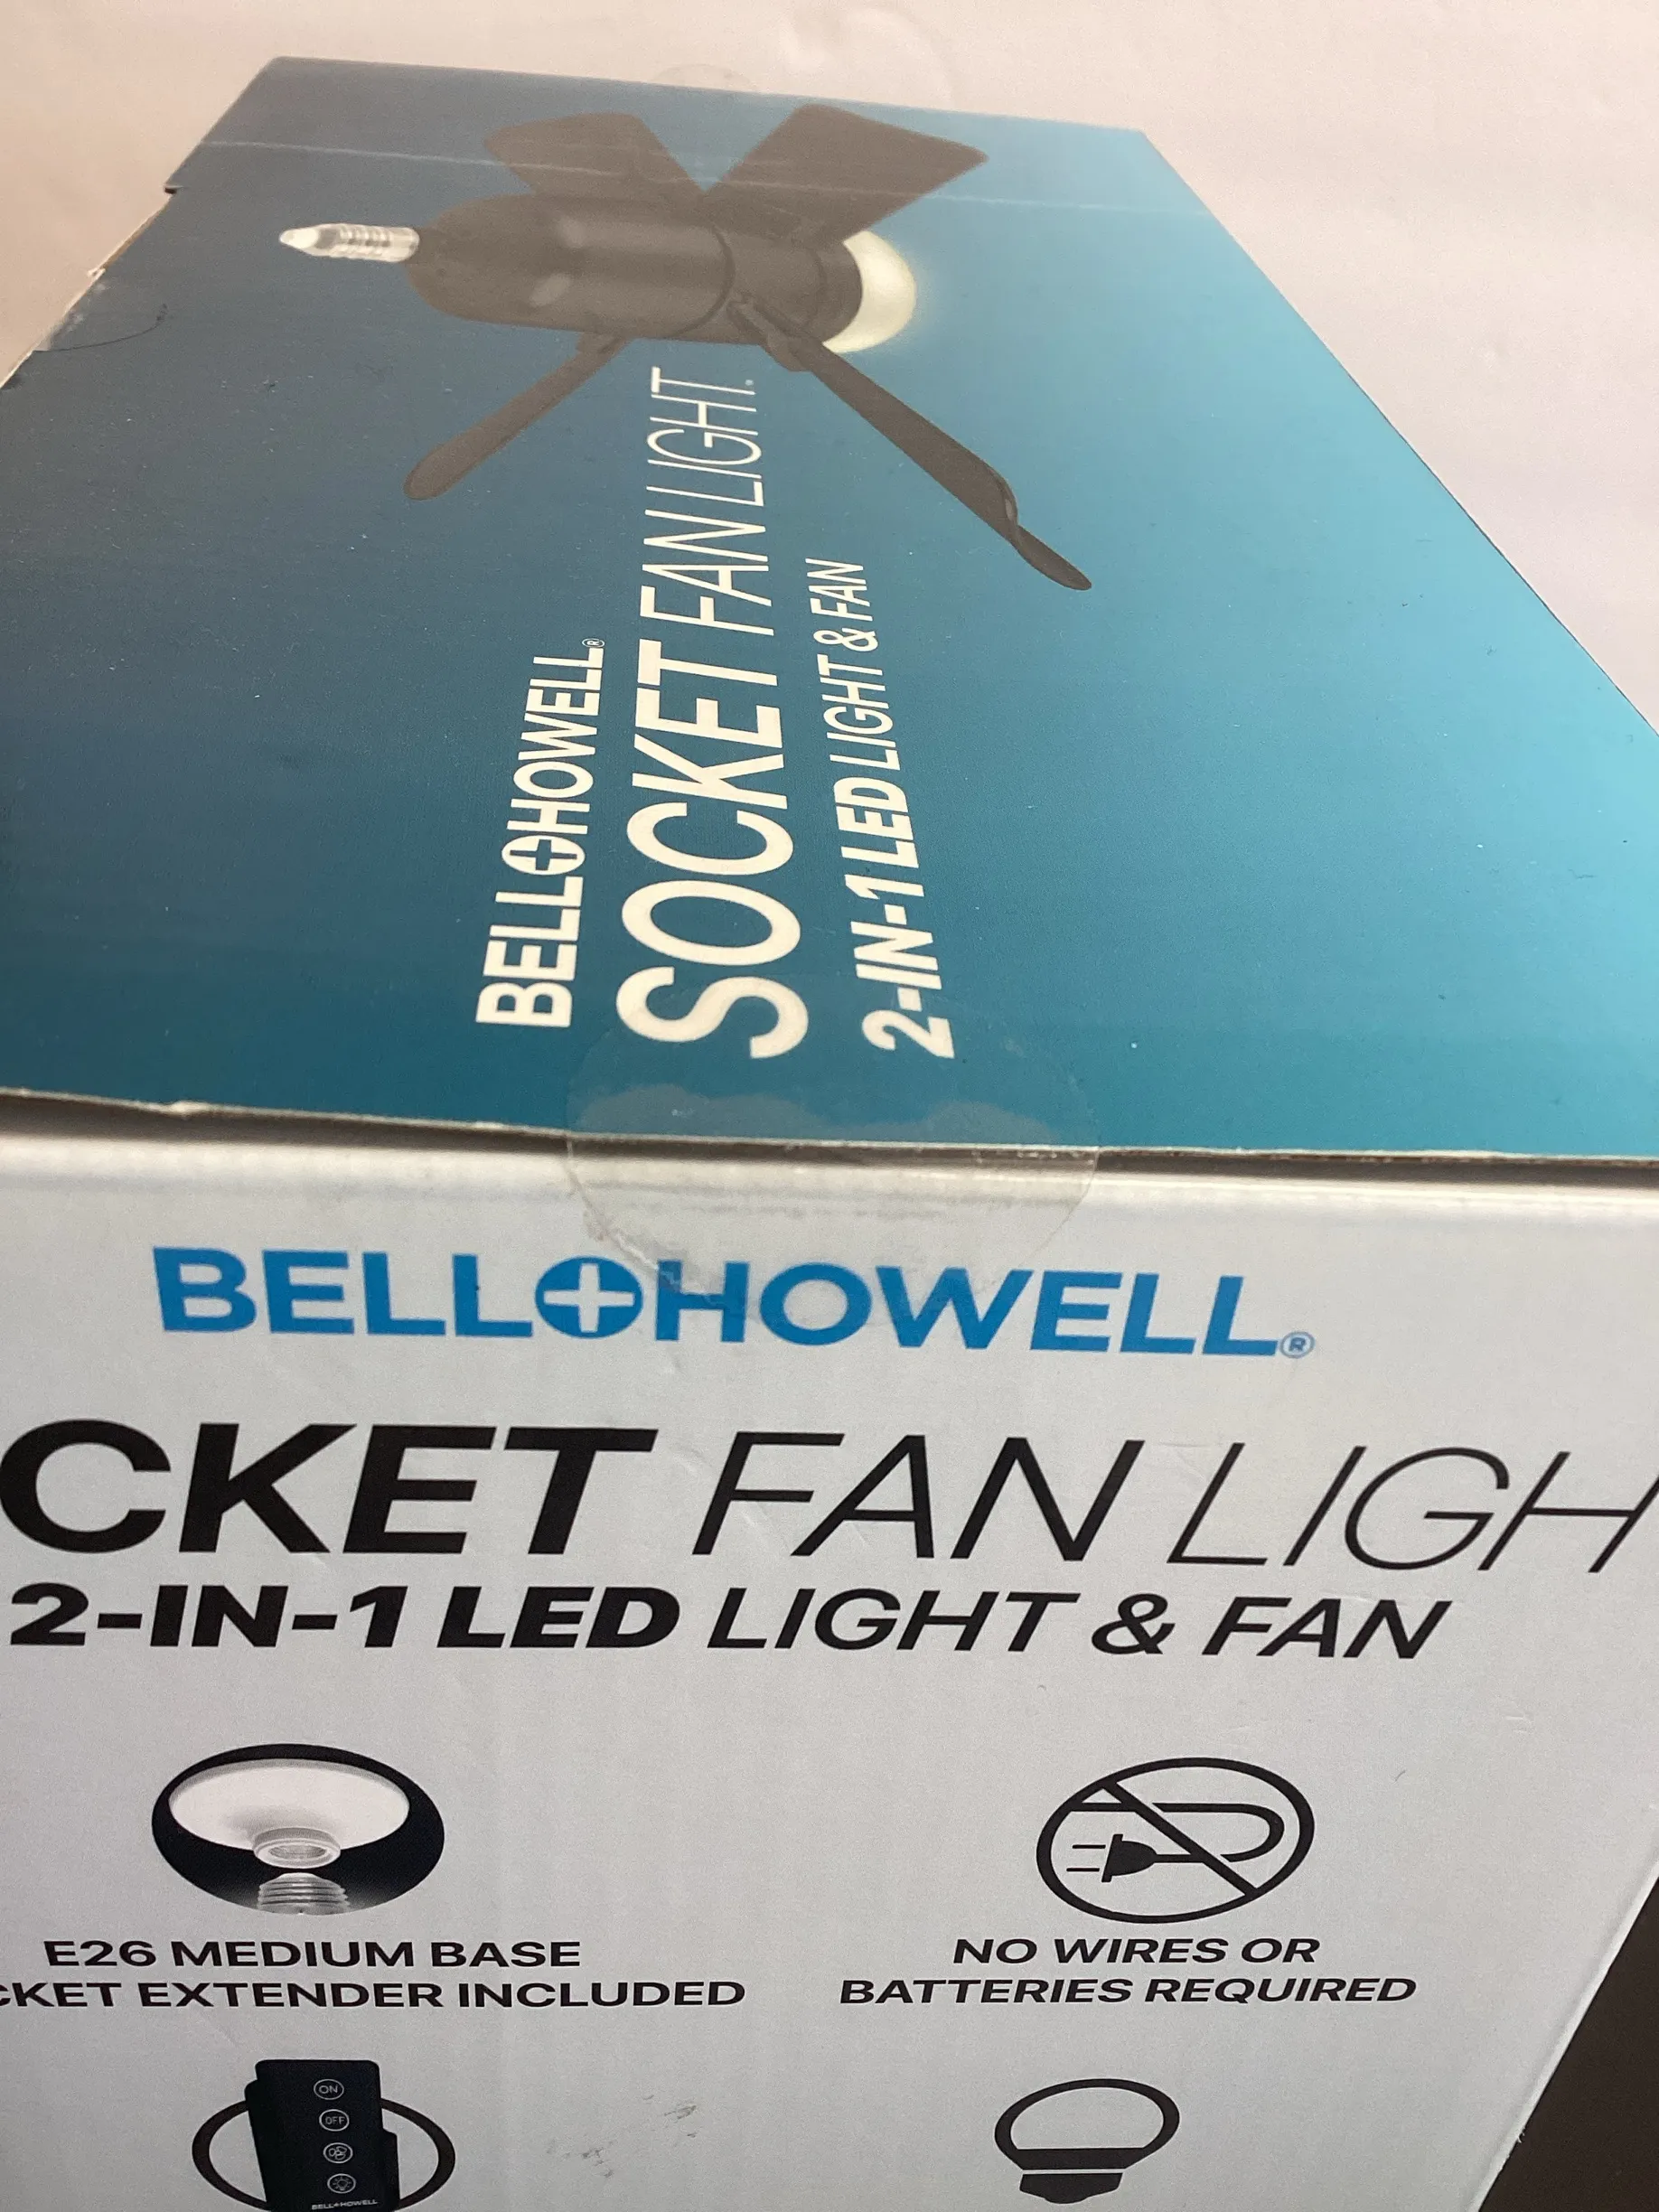 BELL+HOWELL®
SOCKET FAN LIGHT.
2-IN-1 LED LIGHT & FAN
BELL+HOWELL®
CKET FAN LIGH
2-IN-1 LED LIGHT & FAN
E26 MEDIUM BASE
CKET EXTENDER INCLUDED
NO WIRES OR
BATTERIES REQUIRED
ON
OFF
BELL+HOWELL